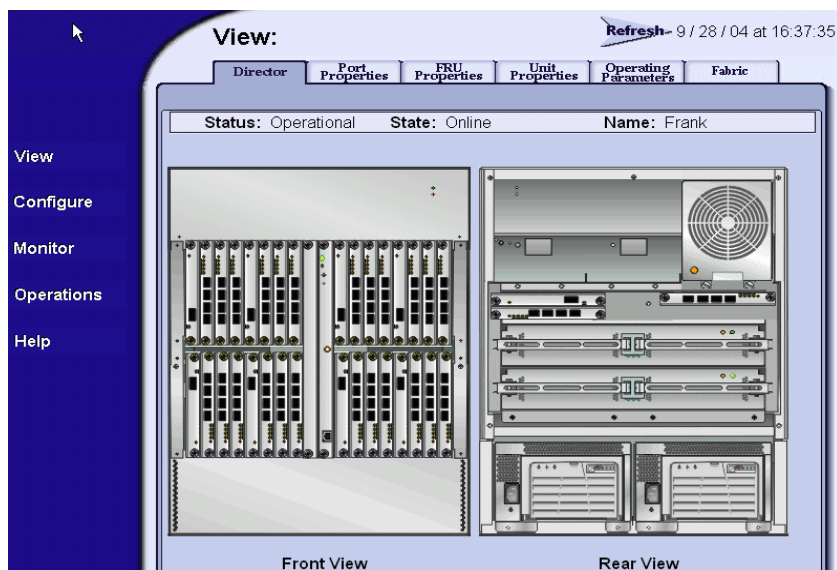 View:
Refresh - 9 / 28 / 04 at 16:37:35
Director
Port Properties
FRU Properties
Unit Properties
Operating Parameters
Fabric
Status: Operational State: Online Name: Frank
View
Configure
Monitor
Operations
Help
Front View
Rear View